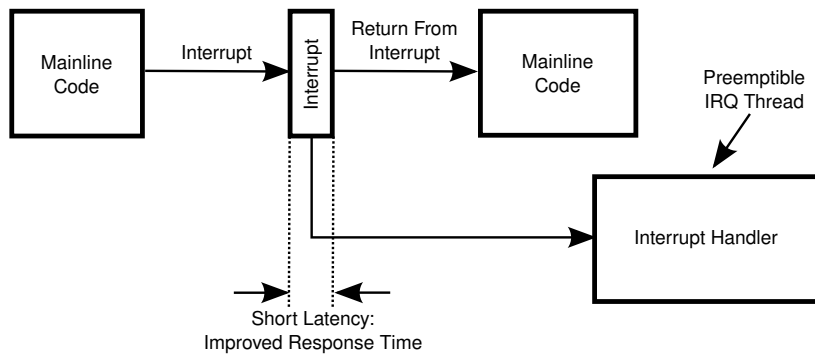 Mainline
Code
Interrupt
Interrupt
Return From
Interrupt
Mainline
Code
Preemptible
IRQ Thread
Interrupt Handler
Short Latency:
Improved Response Time